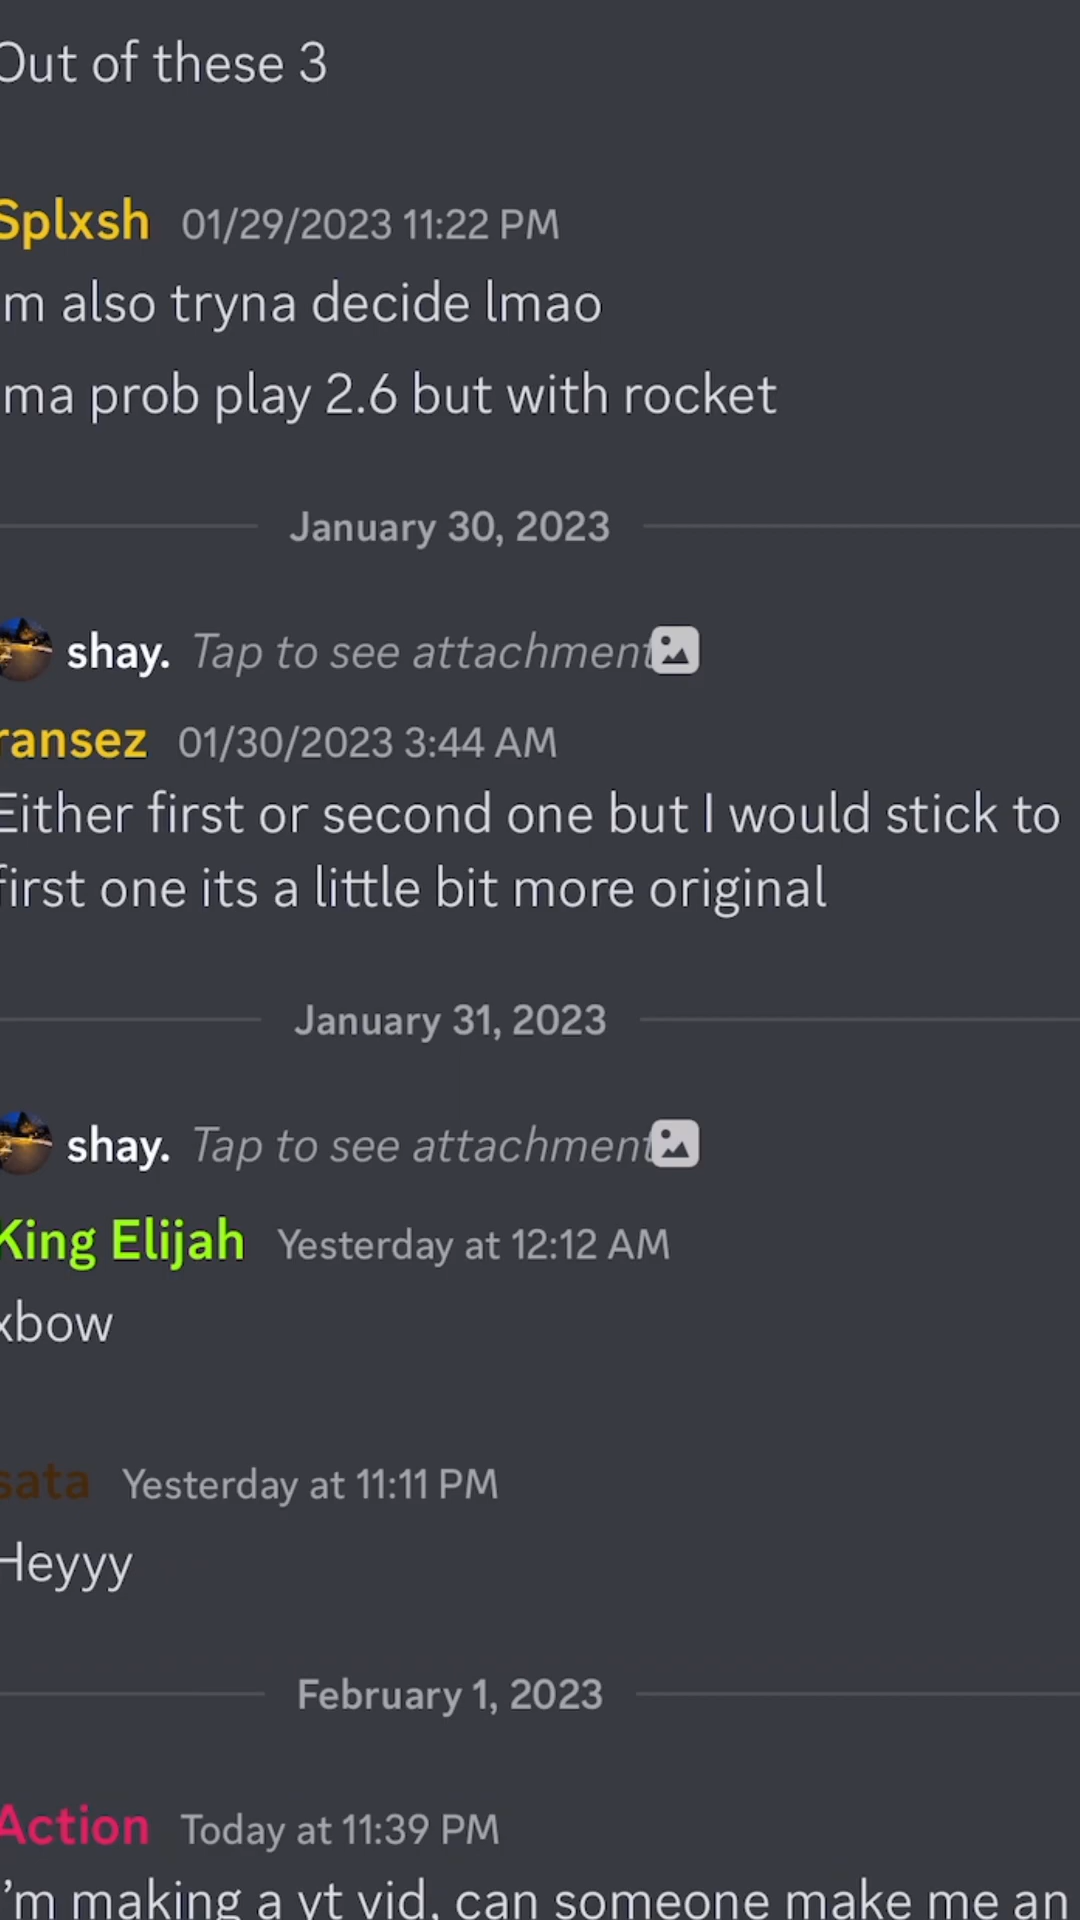 Out of these 3
Splxsh 01/29/2023 11:22 PM
m also tryna decide lmao
ma prob play 2.6 but with rocket
January 30, 2023
shay. Tap to see attachment
ransez 01/30/2023 3:44 AM
Either first or second one but I would stick to
first one its a little bit more original
January 31, 2023
shay. Tap to see attachment
King Elijah Yesterday at 12:12 AM
xbow
sata Yesterday at 11:11 PM
Heyyy
February 1, 2023
Action Today at 11:39 PM
'm making a yt vid, can someone make me an